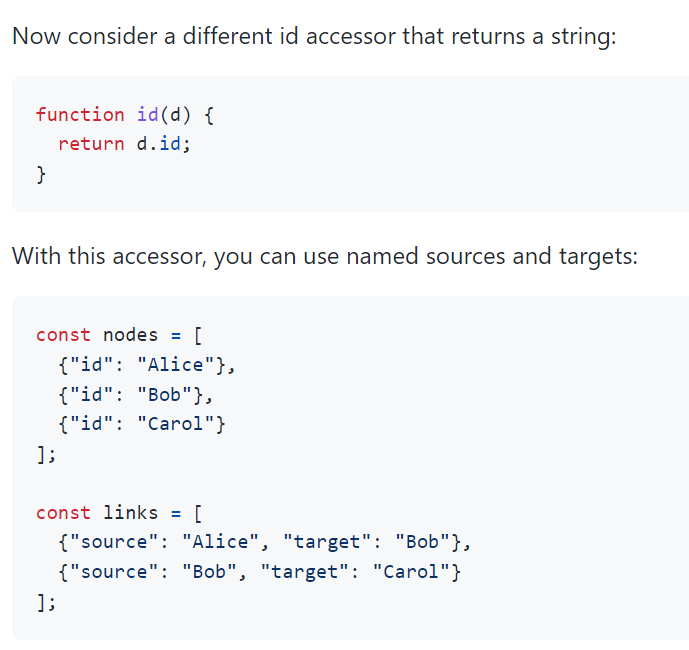 Now consider a different id accessor that returns a string:
function id(d) {
  return d.id;
}
With this accessor, you can use named sources and targets:
const nodes = [
  {"id": "Alice"},
  {"id": "Bob"},
  {"id": "Carol"}
];
const links = [
  {"source": "Alice", "target": "Bob"},
  {"source": "Bob", "target": "Carol"}
];